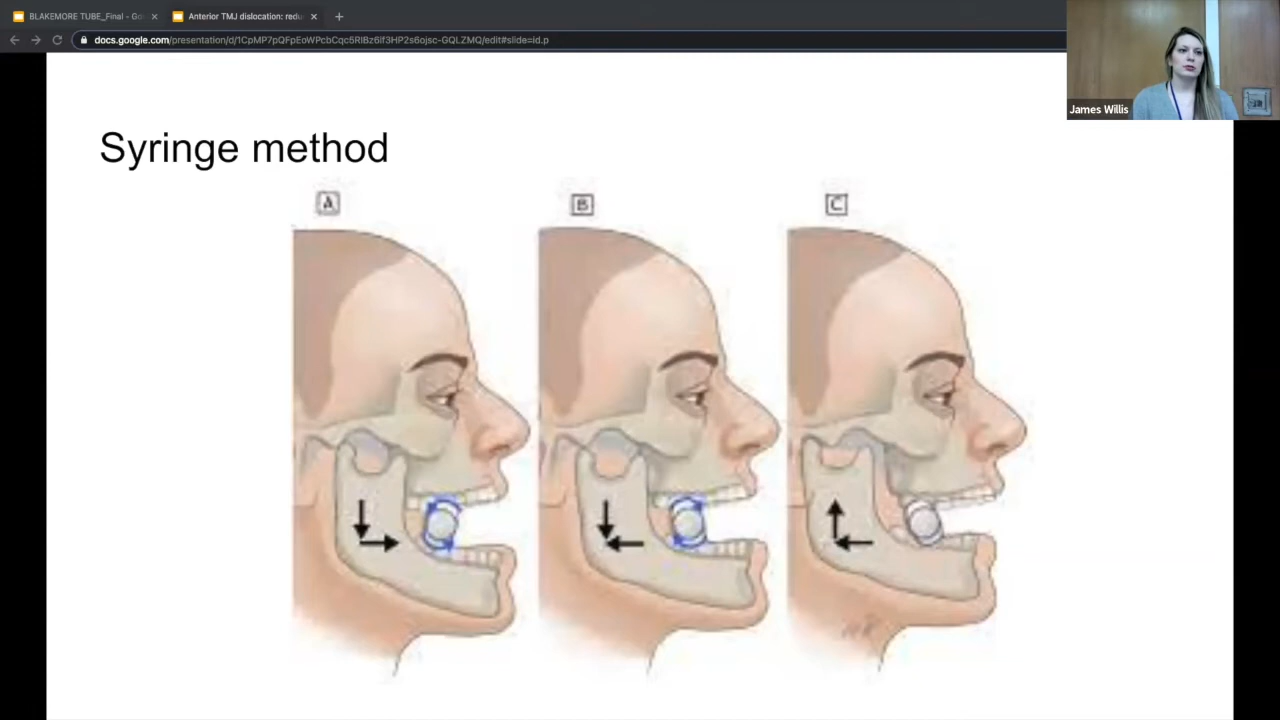 BLAKEMORE TUBE_Final - Go
Anterior TMJ dislocation: redu
docs.google.com/presentation/d/1CpMP7pQFpEoWPcbCqc5RIBz6If3HP2s6ojsc-GQLZMQ/edit#slide=id.p
James Willis
Syringe method
A
B
C